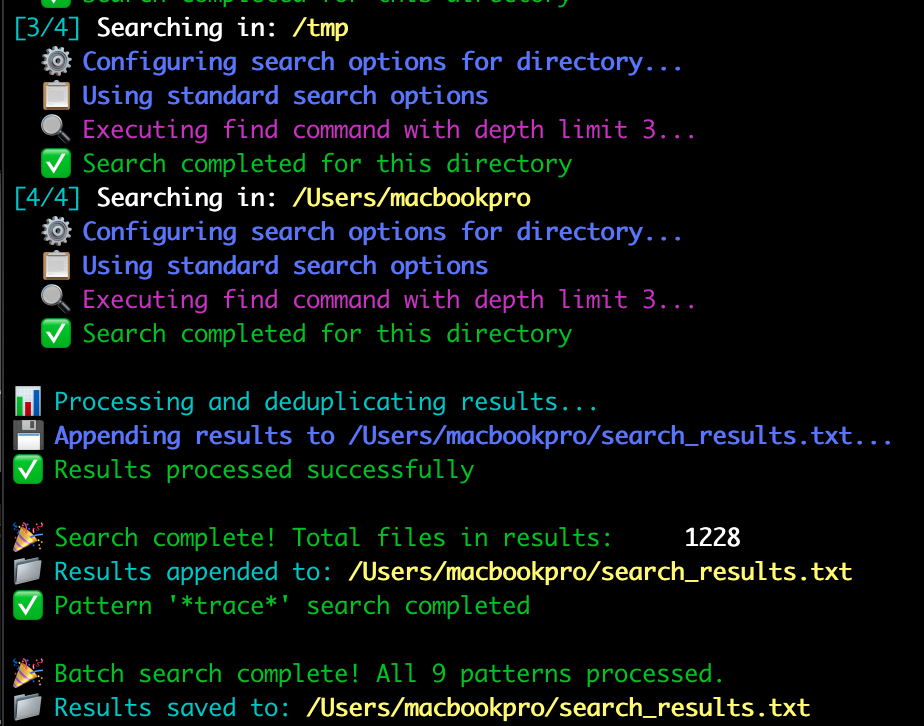 ✅ Search completed for this directory
[3/4] Searching in: /tmp
⚙️ Configuring search options for directory...
📋 Using standard search options
🔍 Executing find command with depth limit 3...
✅ Search completed for this directory
[4/4] Searching in: /Users/macbookpro
⚙️ Configuring search options for directory...
📋 Using standard search options
🔍 Executing find command with depth limit 3...
✅ Search completed for this directory
📊 Processing and deduplicating results...
💾 Appending results to /Users/macbookpro/search_results.txt...
✅ Results processed successfully
🎉 Search complete! Total files in results:     1228
📁 Results appended to: /Users/macbookpro/search_results.txt
✅ Pattern '*trace*' search completed
🎉 Batch search complete! All 9 patterns processed.
📁 Results saved to: /Users/macbookpro/search_results.txt